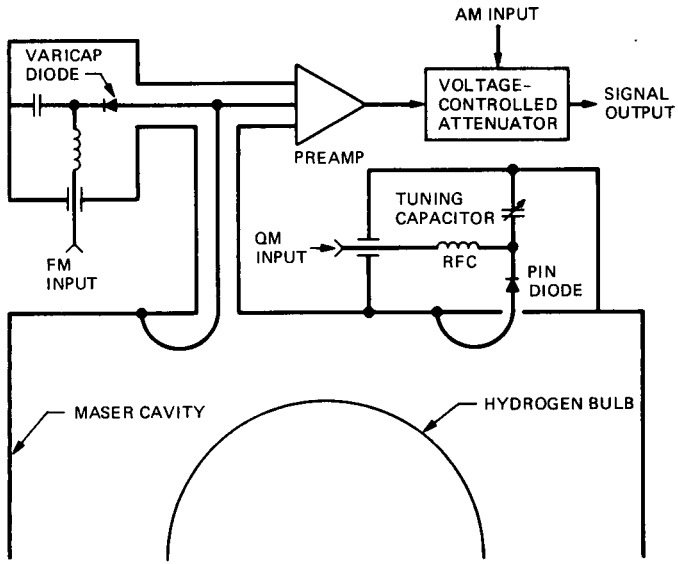 AM INPUT
VARICAP
DIODE
VOLTAGE-
CONTROLLED
ATTENUATOR
SIGNAL
OUTPUT
PREAMP
TUNING
CAPACITOR
QM
INPUT
RFC
PIN
DIODE
FM
INPUT
MASER CAVITY
HYDROGEN BULB